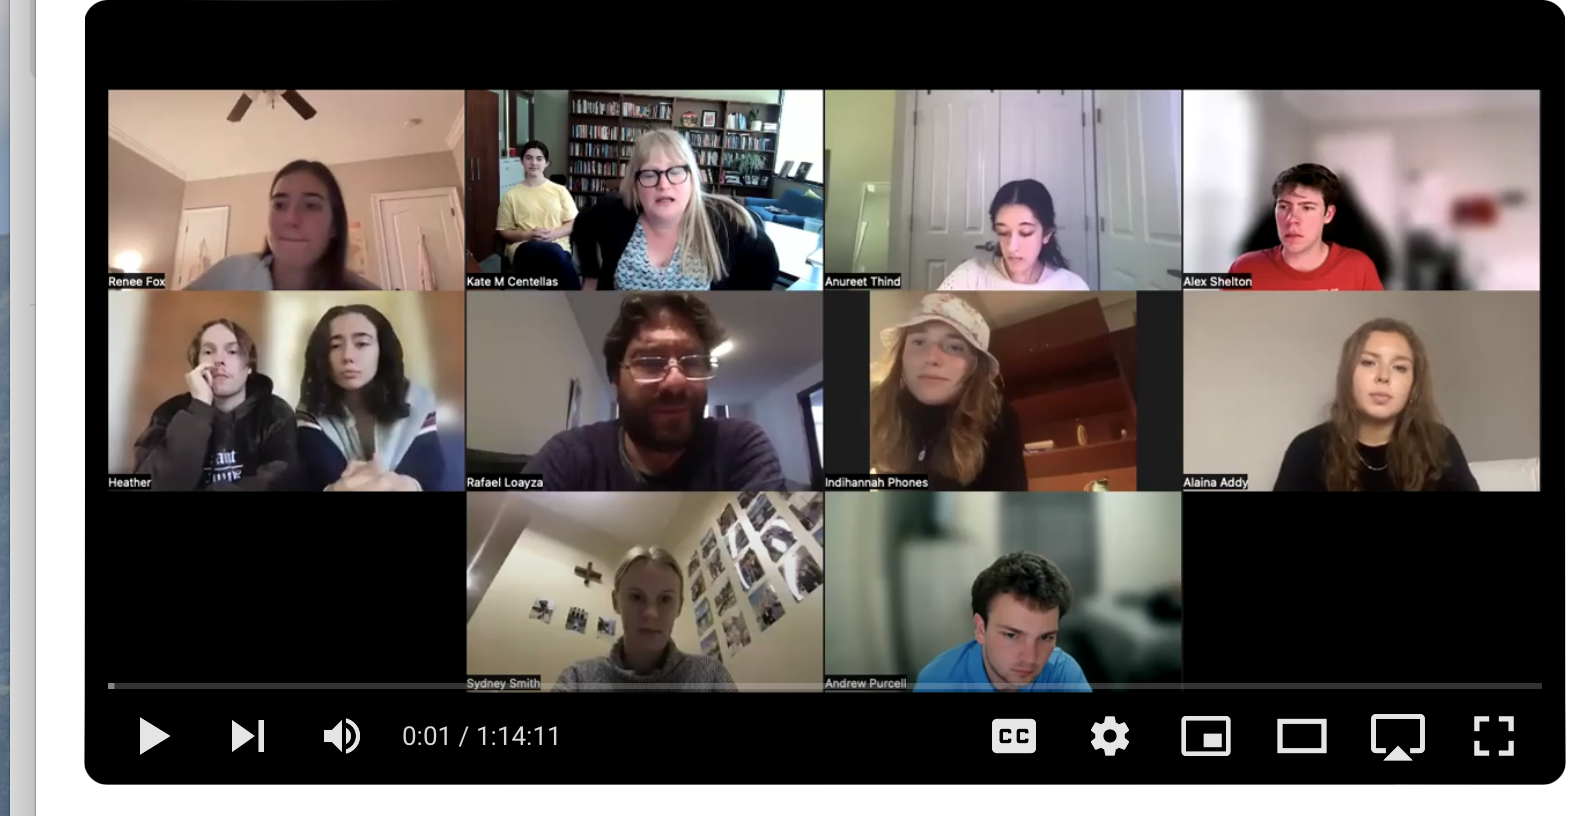 Renee Fox
Kate M Centellas
Anureet Thind
Alex Shelton
Heather
Rafael Loayza
Indihannah Phones
Alaina Addy
Sydney Smith
Andrew Purcell
0:01 / 1:14:11
CC